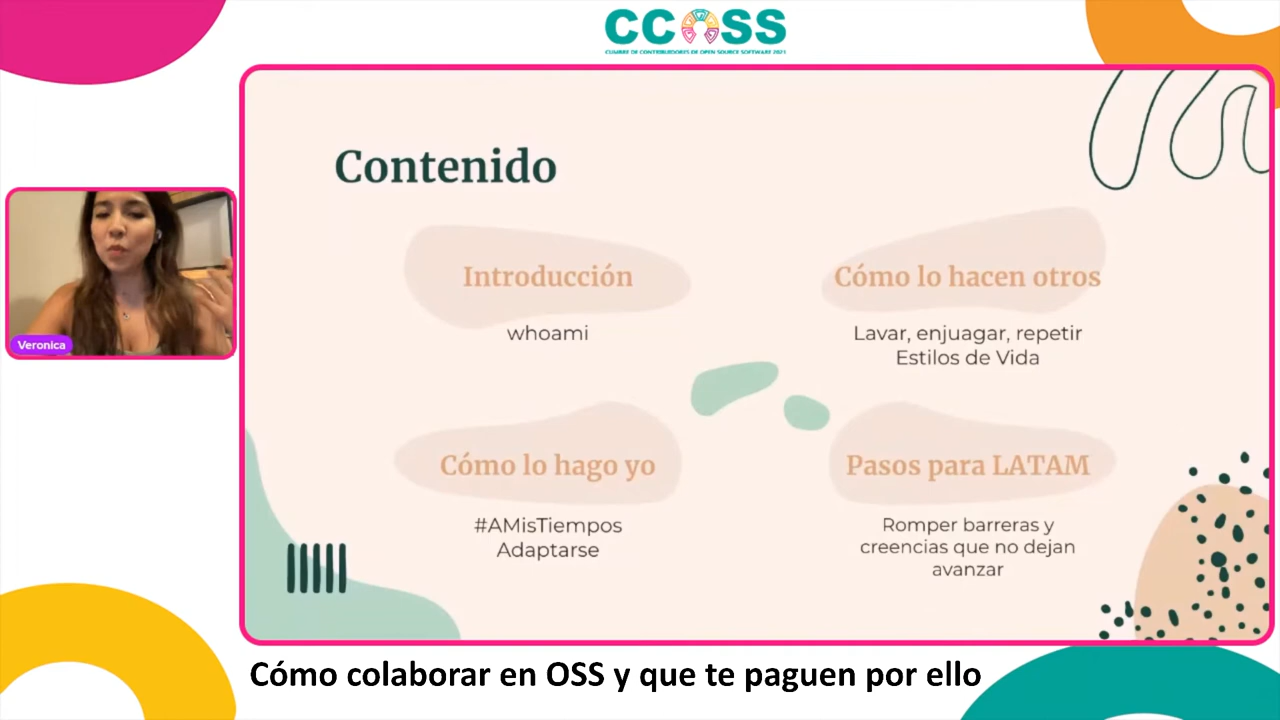 CCOSS
CUMBRE DE CONTRIBUIDORES DE OPEN SOURCE SOFTWARE 2021
Contenido
Introducción
whoami
Cómo lo hacen otros
Lavar, enjuagar, repetir
Estilos de Vida
Cómo lo hago yo
#AMisTiempos
Adaptarse
Pasos para LATAM
Romper barreras y
creencias que no dejan
avanzar
Veronica
Cómo colaborar en OSS y que te paguen por ello